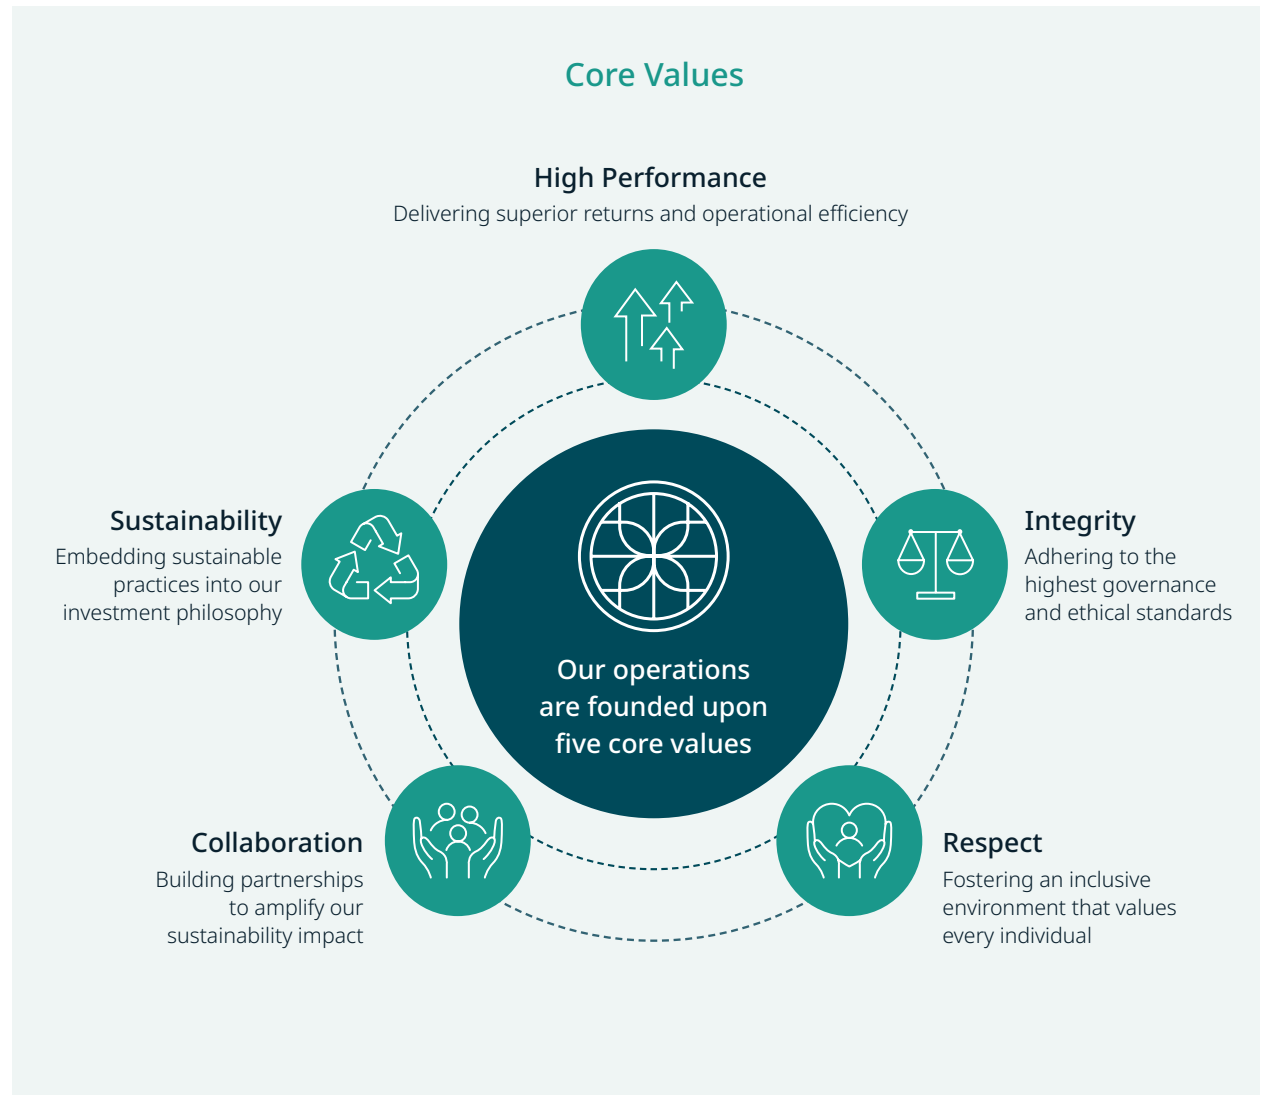 Core Values
High Performance
Delivering superior returns and operational efficiency
Sustainability
Embedding sustainable
practices into our
investment philosophy
Integrity
Adhering to the
highest governance
and ethical standards
Our operations
are founded upon
five core values
Collaboration
Building partnerships
to amplify our
sustainability impact
Respect
Fostering an inclusive
environment that values
every individual